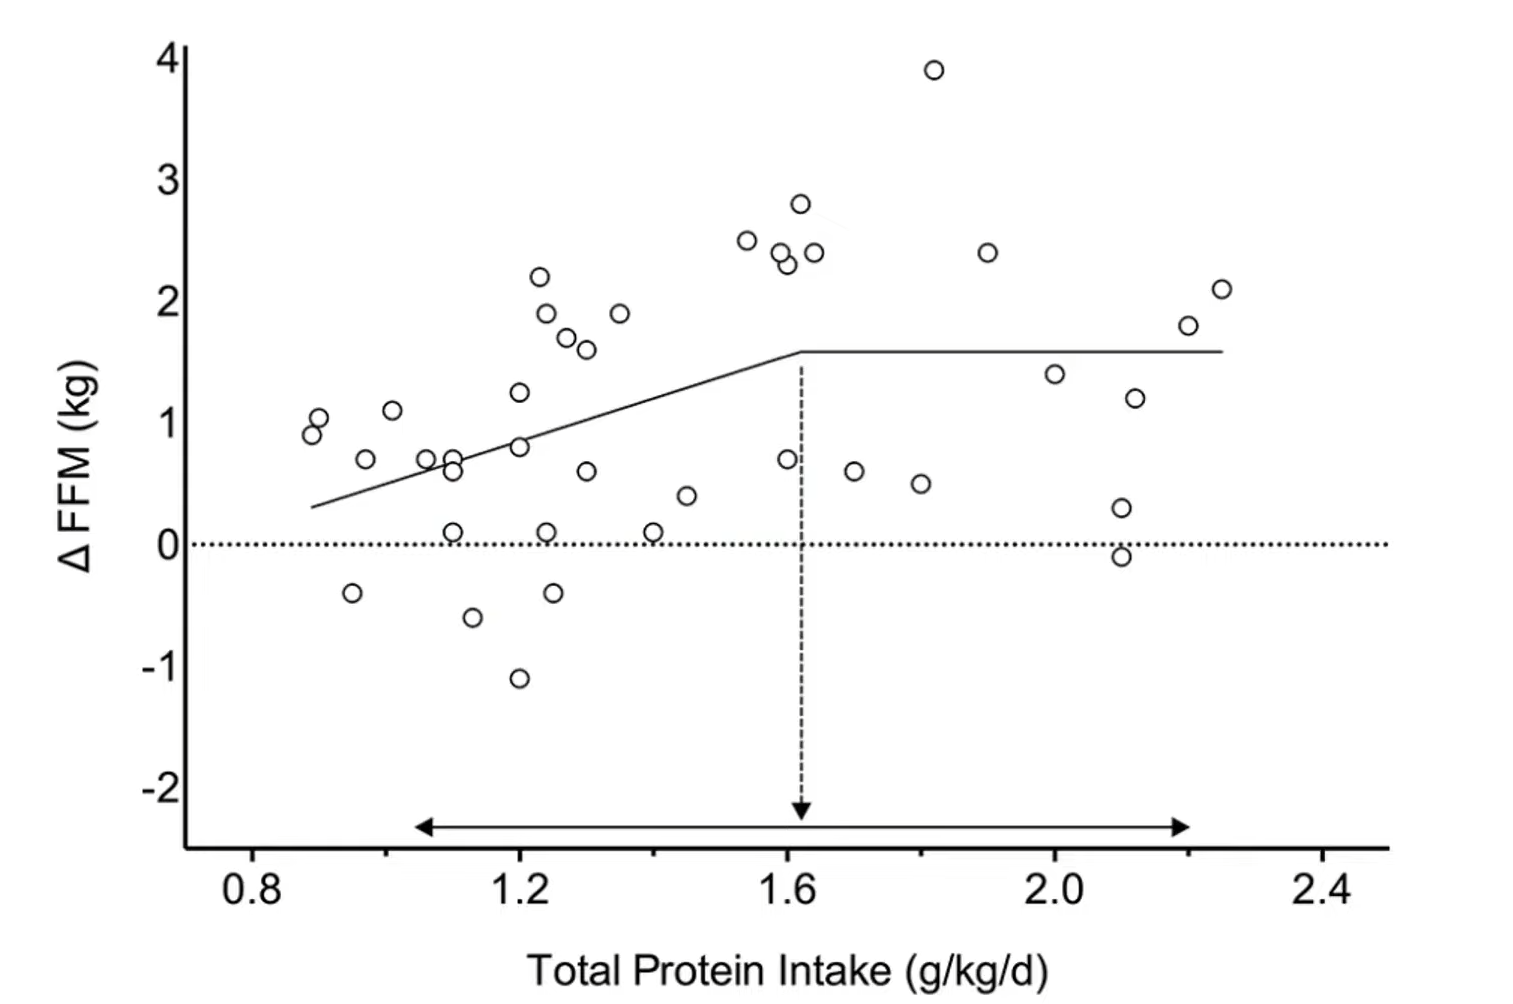 4
3
2
1
0
-1
-2
Δ FFM (kg)
0.8 1.2 1.6 2.0 2.4
Total Protein Intake (g/kg/d)